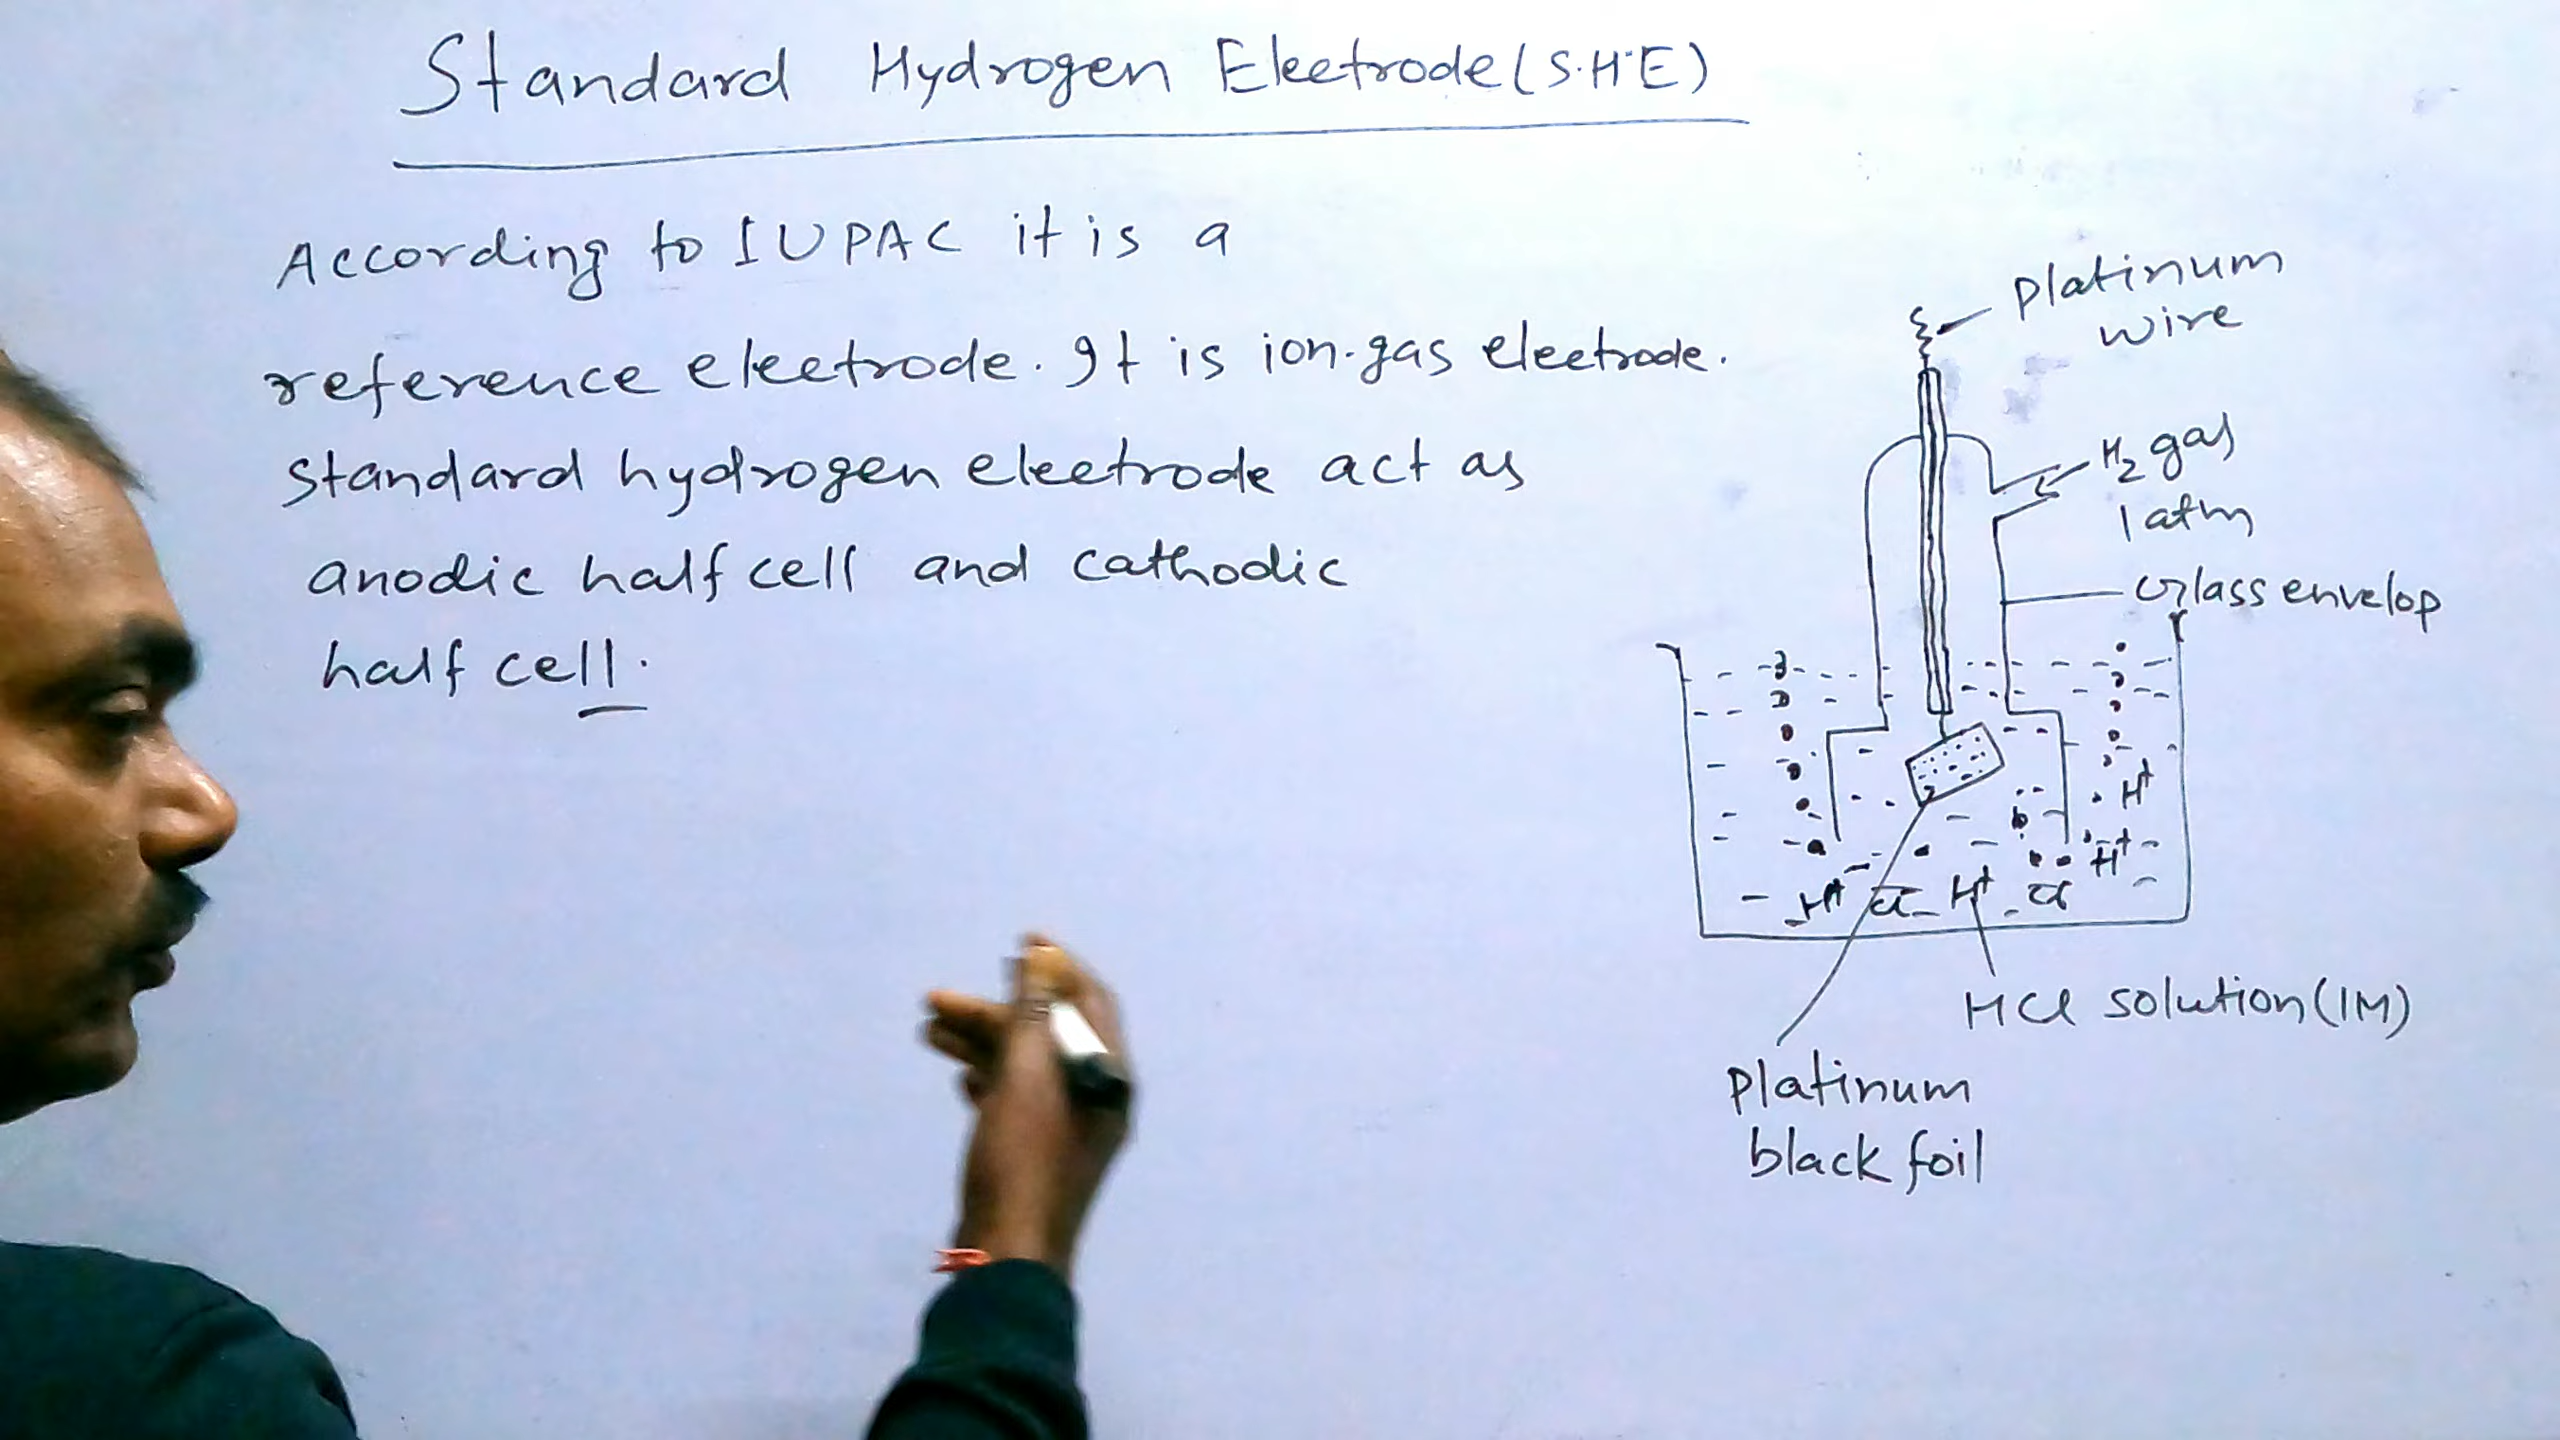 Standard Hydrogen Electrode (S.H.E)
According to IUPAC it is a
reference electrode. It is ion-gas electrode.
Standard hydrogen electrode act as
anodic half cell and cathodic
half cell.
platinum
wire
H2 gas
1 atm
Glass envelop
H+
H+
H+ Cl- H+ Cl-
HCl solution (1M)
platinum
black foil